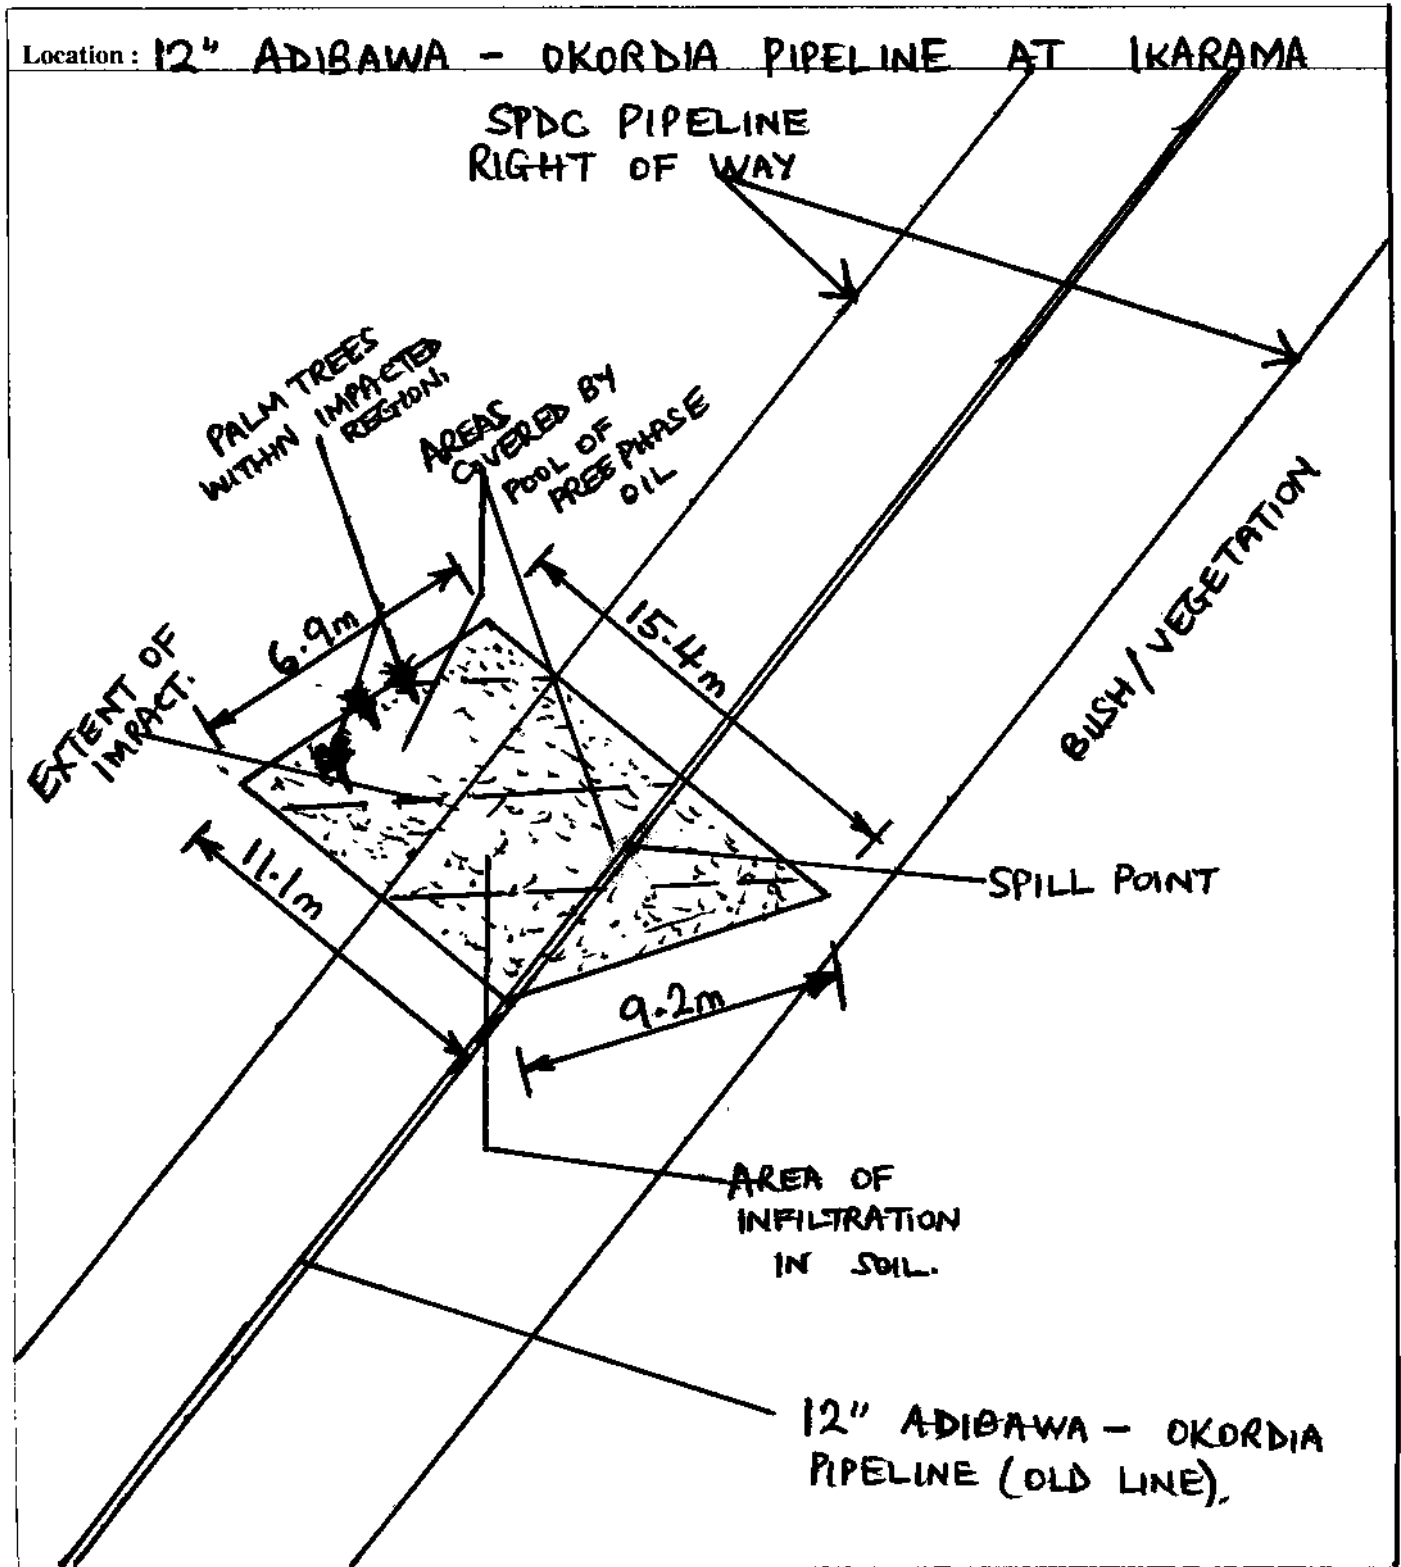 Location : 12" ADIBAWA - OKORDIA PIPELINE AT IKARAMA
SPDC PIPELINE
RIGHT OF WAY
PALM TREES
WITHIN IMPACTED
REGION,
AREAS
COVERED BY
POOL OF
FREE PHASE
OIL
6.9m
15.4m
EXTENT OF
IMPACT.
BUSH / VEGETATION
11.1m
SPILL POINT
9.2m
AREA OF
INFILTRATION
IN SOIL.
12" ADIBAWA - OKORDIA
PIPELINE (OLD LINE).